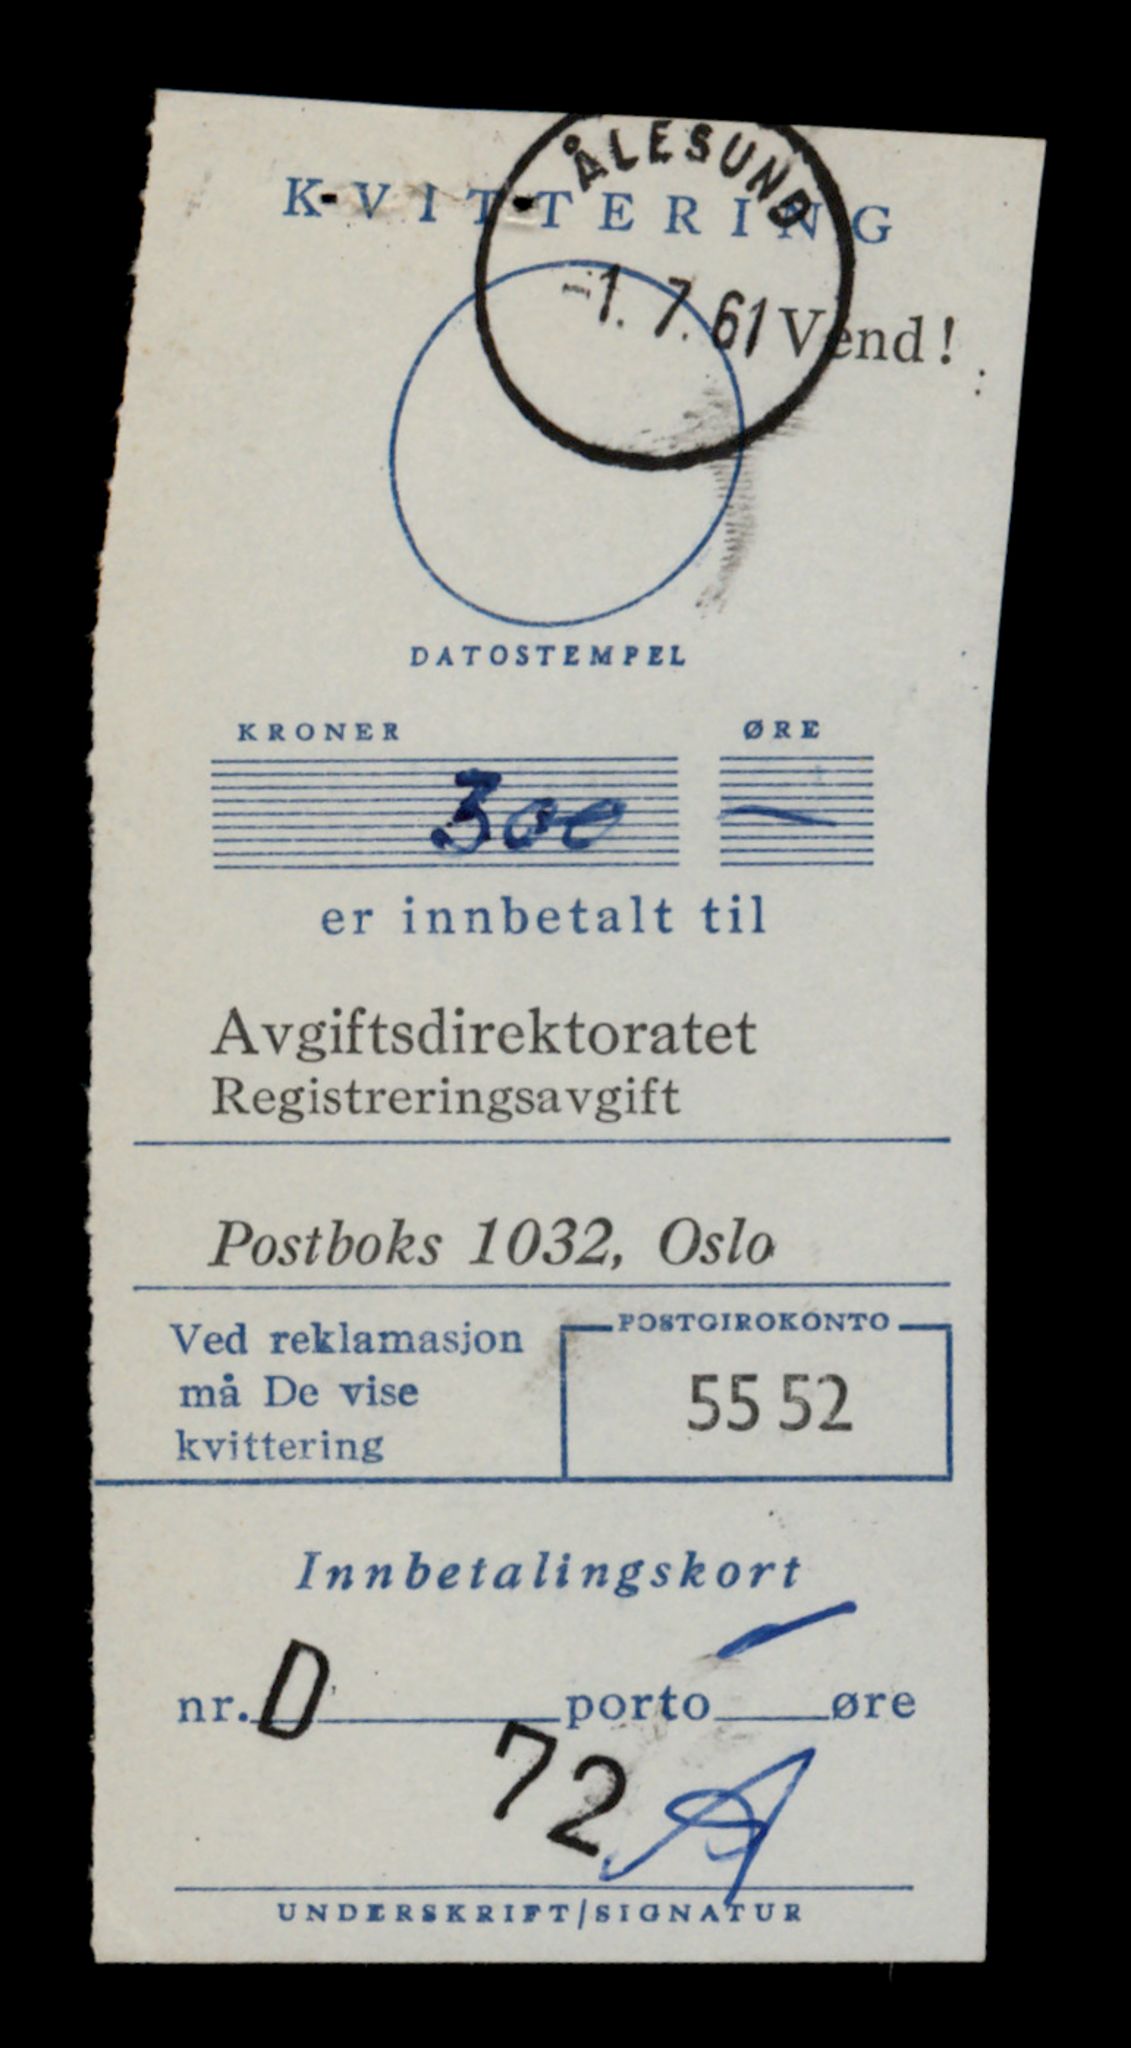 ÅLESUND
KVITTERING
-1. 7. 61
Vend!
DATOSTEMPEL
KRONER ØRE
300 —
er innbetalt til
Avgiftsdirektoratet
Registreringsavgift
Postboks 1032, Oslo
Ved reklamasjon
må De vise
kvittering
POSTGIROKONTO
55 52
Innbetalingskort
nr. D porto — øre
72
UNDERSKRIFT/SIGNATUR